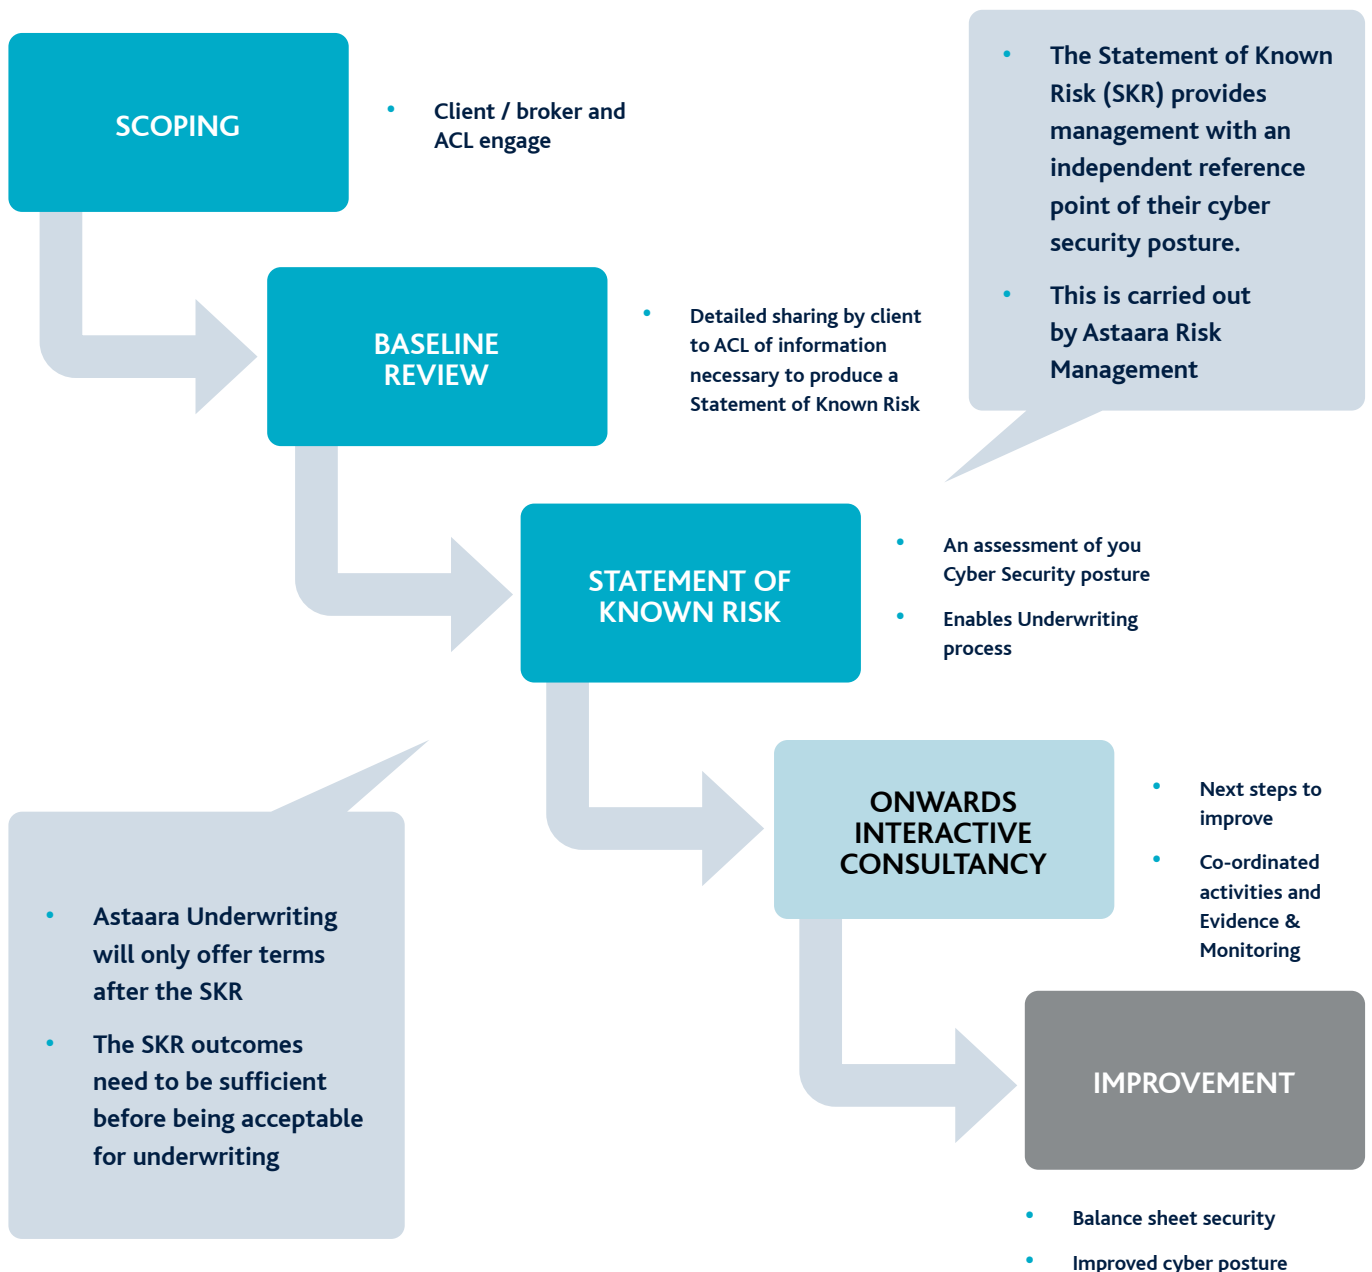 SCOPING
• Client / broker and
ACL engage
• The Statement of Known
Risk (SKR) provides
management with an
independent reference
point of their cyber
security posture.
• This is carried out
by Astaara Risk
Management
BASELINE
REVIEW
• Detailed sharing by client
to ACL of information
necessary to produce a
Statement of Known Risk
STATEMENT OF
KNOWN RISK
• An assessment of you
Cyber Security posture
• Enables Underwriting
process
ONWARDS
INTERACTIVE
CONSULTANCY
• Next steps to
improve
• Co-ordinated
activities and
Evidence &
Monitoring
• Astaara Underwriting
will only offer terms
after the SKR
• The SKR outcomes
need to be sufficient
before being acceptable
for underwriting
IMPROVEMENT
• Balance sheet security
• Improved cyber posture